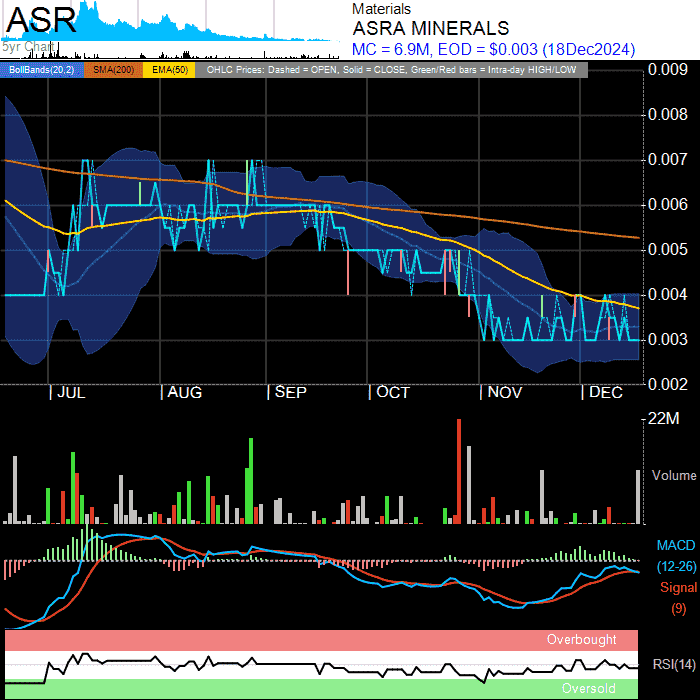 ASR
5yr Chart
Materials
ASRA MINERALS
MC = 6.9M, EOD = $0.003 (18Dec2024)
BollBands(20,2) SMA(200) EMA(50) OHLC Prices: Dashed = OPEN, Solid = CLOSE, Green/Red bars = Intra-day HIGH/LOW
0.009
0.008
0.007
0.006
0.005
0.004
0.003
0.002
JUL AUG SEP OCT NOV DEC
22M
Volume
MACD
(12-26)
Signal
(9)
Overbought
RSI(14)
Oversold